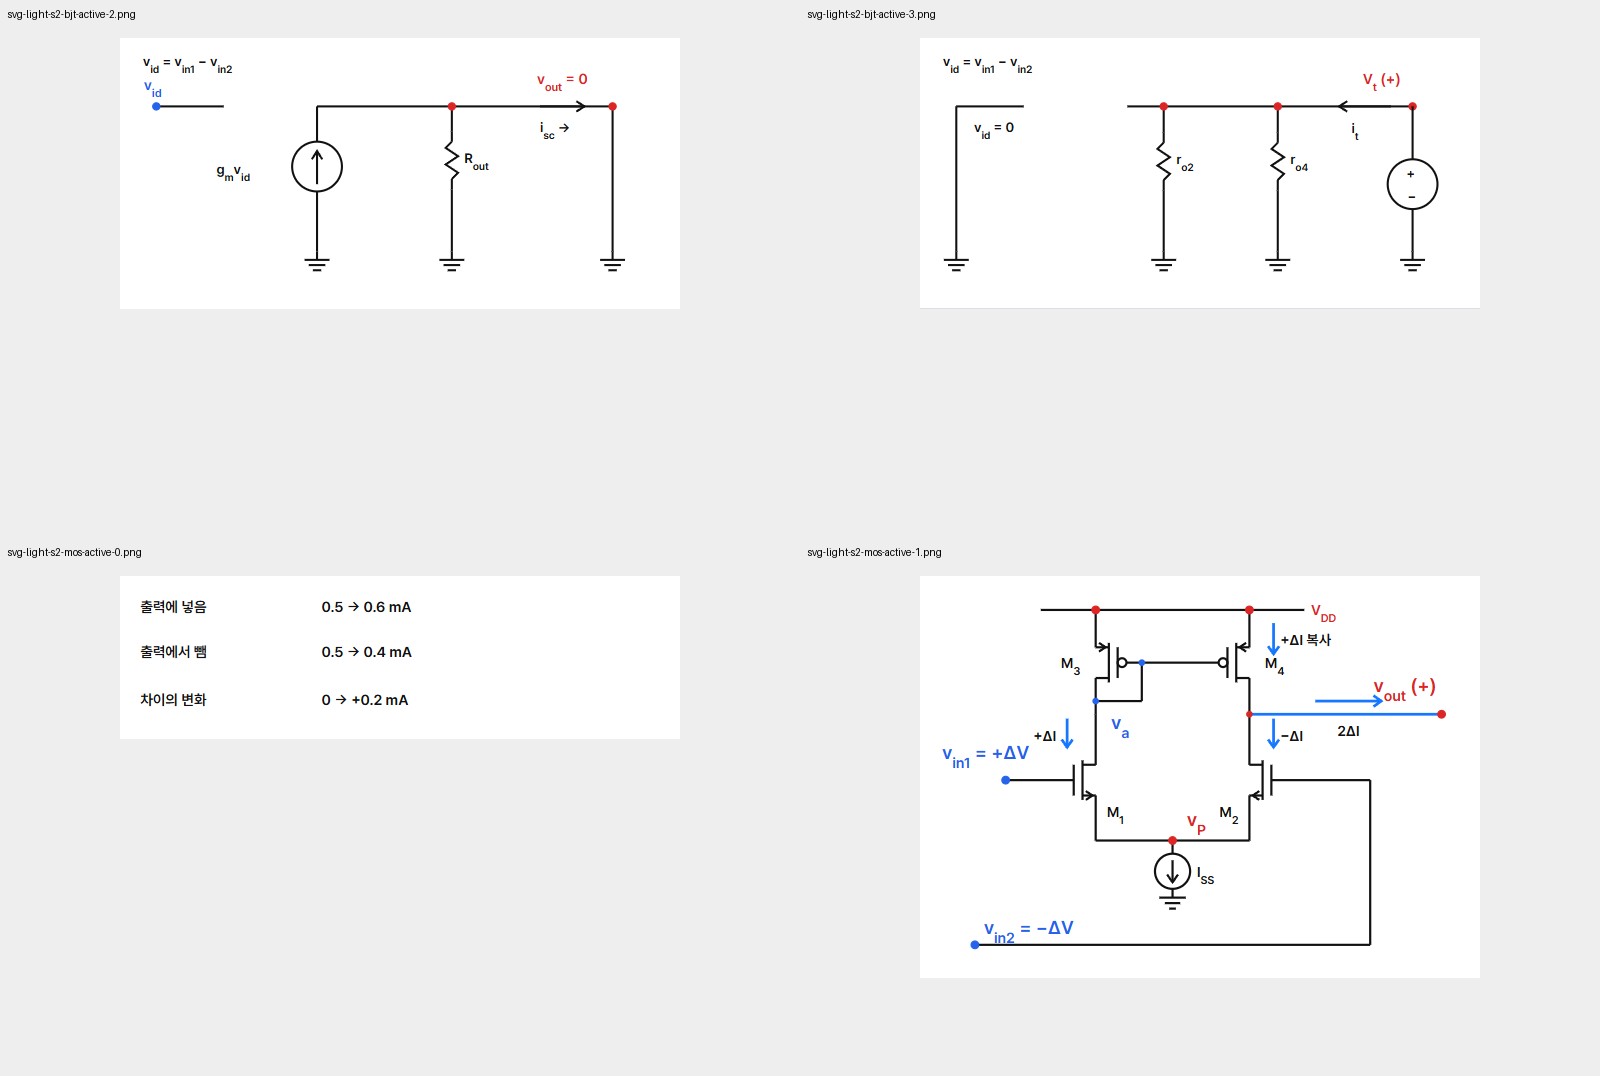 svg-light-s2-bjt-active-2.png
v_id = v_in1 − v_in2
v_id
v_out = 0
i_sc →
g_m v_id
R_out
svg-light-s2-bjt-active-3.png
v_id = v_in1 − v_in2
V_t (+)
v_id = 0
i_t
r_o2
r_o4
+
−
svg-light-s2-mos-active-0.png
출력에 넣음 0.5 → 0.6 mA
출력에서 뺌 0.5 → 0.4 mA
차이의 변화 0 → +0.2 mA
svg-light-s2-mos-active-1.png
V_DD
+ΔI 복사
M_3
M_4
v_out (+)
v_a
+ΔI
−ΔI
2ΔI
v_in1 = +ΔV
M_1
M_2
v_P
I_SS
v_in2 = −ΔV